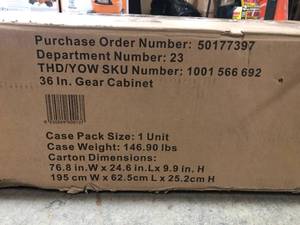 Purchase Order Number: 50177397
Department Number: 23
THD/YOW SKU Number: 1001 566 692
36 In. Gear Cabinet
Case Pack Size: 1 Unit
Case Weight: 146.90 lbs
Carton Dimensions:
76.8 in.W x 24.6 in.Lx 9.9 in. H
195 cm W x 62.5cm L x 25.2cm H